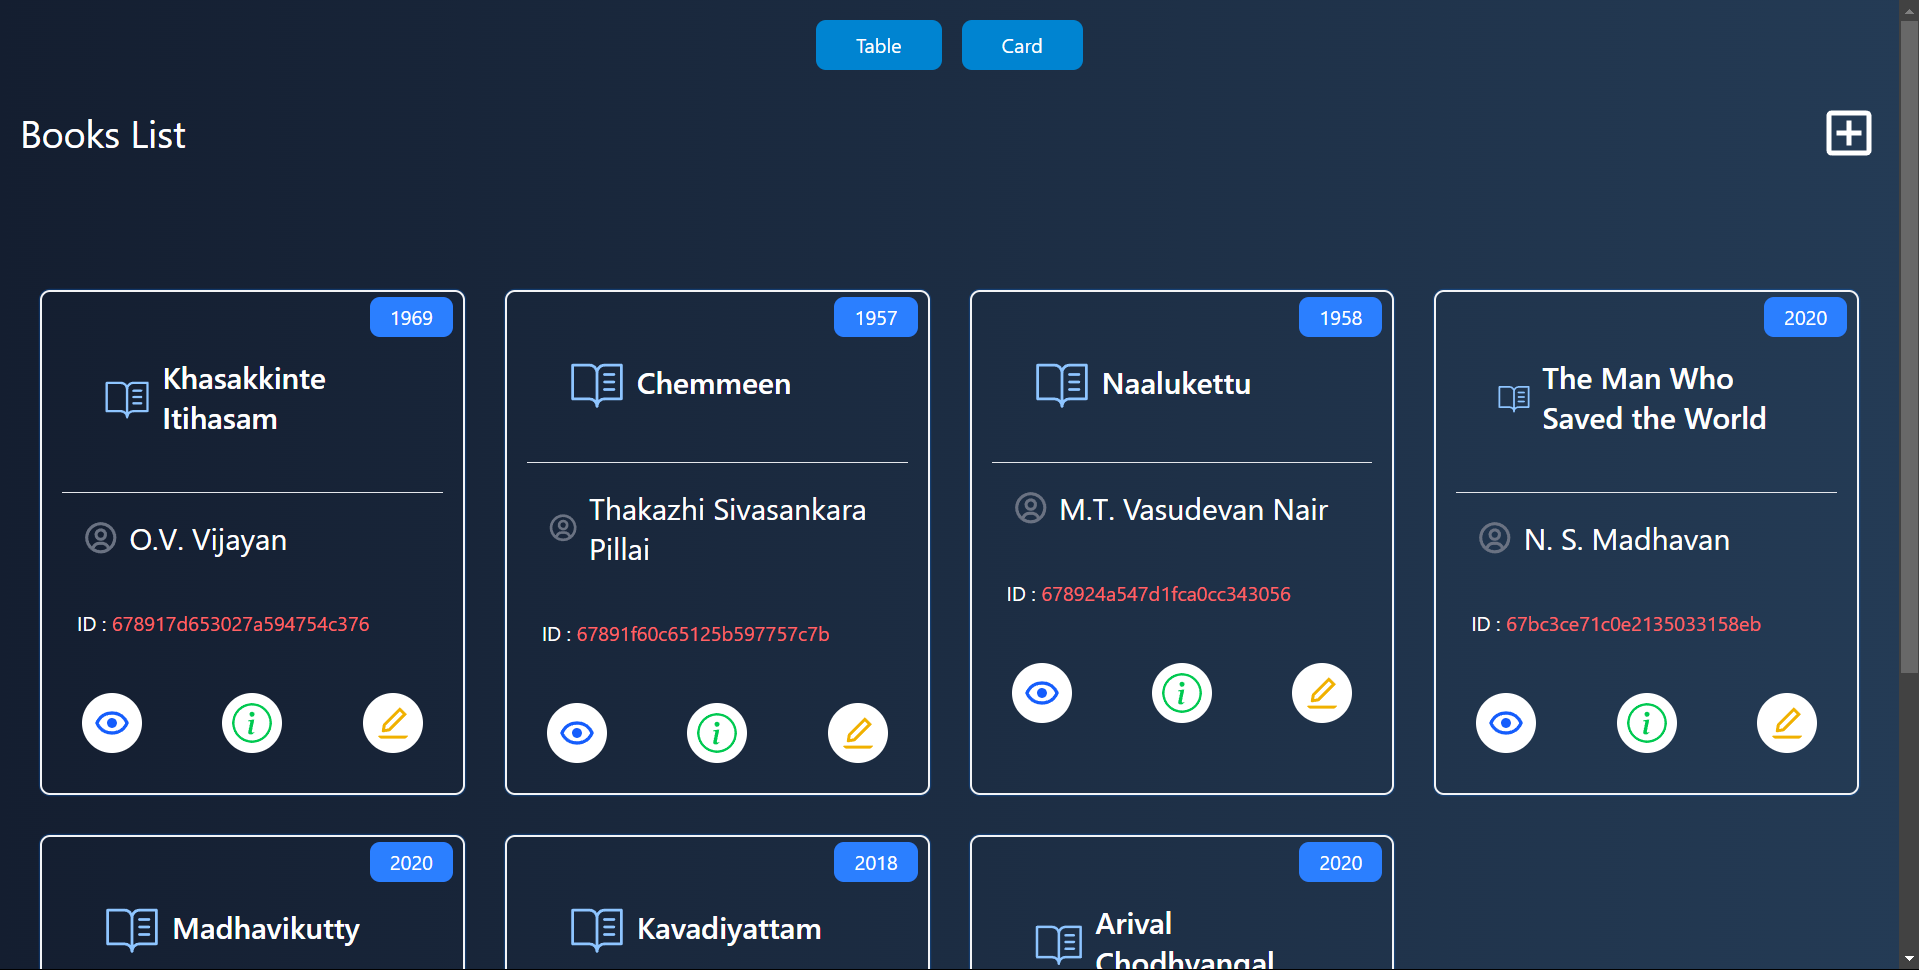 Table
Card
Books List
1969
Khasakkinte
Itihasam
O.V. Vijayan
ID : 678917d653027a594754c376
1957
Chemmeen
Thakazhi Sivasankara
Pillai
ID : 67891f60c65125b597757c7b
1958
Naalukettu
M.T. Vasudevan Nair
ID : 678924a547d1fca0cc343056
2020
The Man Who
Saved the World
N. S. Madhavan
ID : 67bc3ce71c0e2135033158eb
2020
Madhavikutty
2018
Kavadiyattam
2020
Arival
Chodhyangal